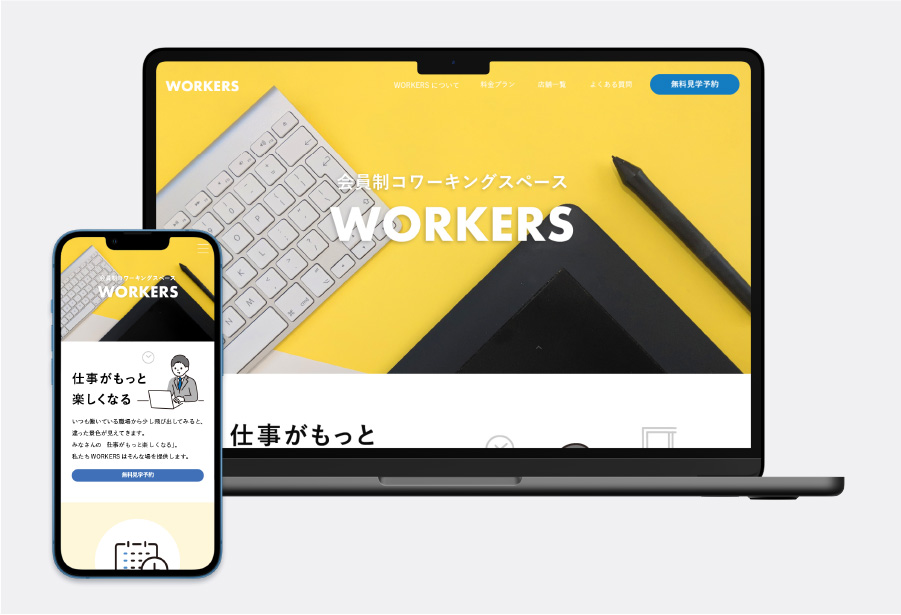 WORKERS
WORKERS について 料金プラン 店舗一覧 よくある質問 無料見学予約
会員制コワーキングスペース
WORKERS
仕事がもっと
会員制コワーキングスペース
WORKERS
仕事がもっと
楽しくなる
いつも働いている職場から少し飛び出してみると、
違った景色が見えてきます。
みなさんの「仕事がもっと楽しくなる」。
私たちWORKERSはそんな場を提供します。
無料見学予約